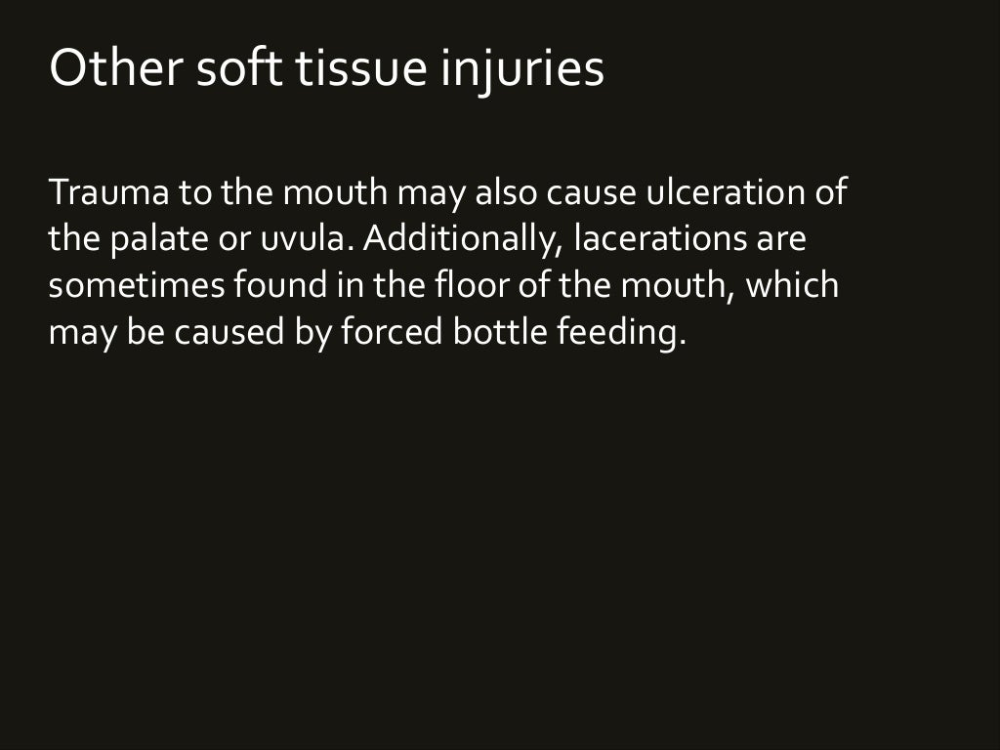 Other soft tissue injuries
Trauma to the mouth may also cause ulceration of
the palate or uvula. Additionally, lacerations are
sometimes found in the floor of the mouth, which
may be caused by forced bottle feeding.